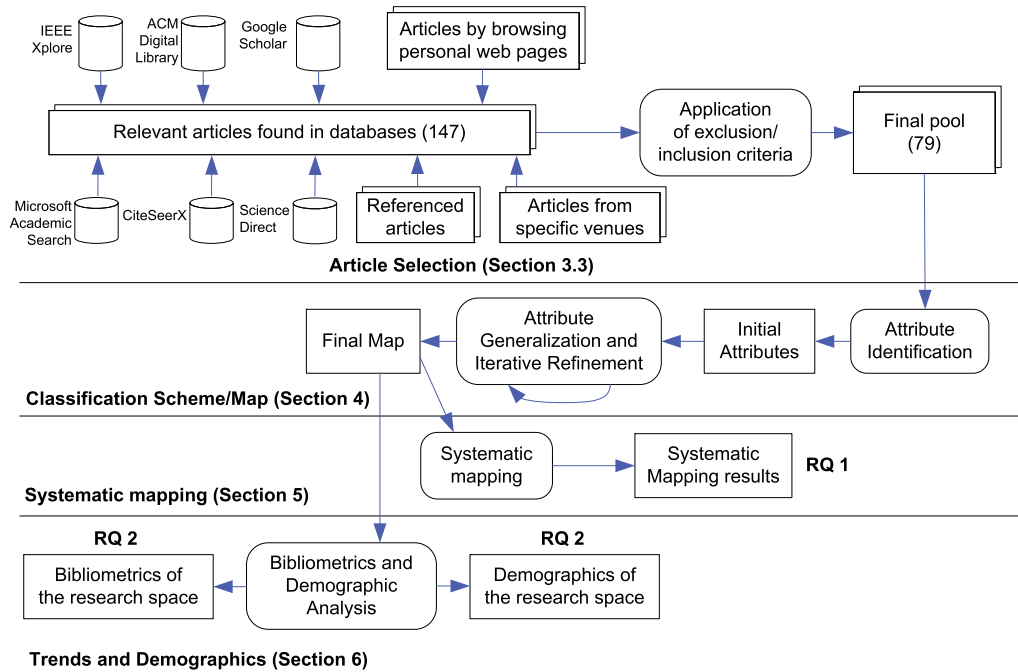 IEEE
Xplore
ACM
Digital
Library
Google
Scholar
Articles by browsing
personal web pages
Relevant articles found in databases (147)
Application
of exclusion/
inclusion criteria
Final pool
(79)
Microsoft
Academic
Search
CiteSeerX
Science
Direct
Referenced
articles
Articles from
specific venues
Article Selection (Section 3.3)
Final Map
Attribute
Generalization and
Iterative Refinement
Initial
Attributes
Attribute
Identification
Classification Scheme/Map (Section 4)
Systematic
mapping
Systematic
Mapping results
RQ 1
Systematic mapping (Section 5)
RQ 2
Bibliometrics of
the research space
Bibliometrics and
Demographic
Analysis
RQ 2
Demographics of
the research space
Trends and Demographics (Section 6)